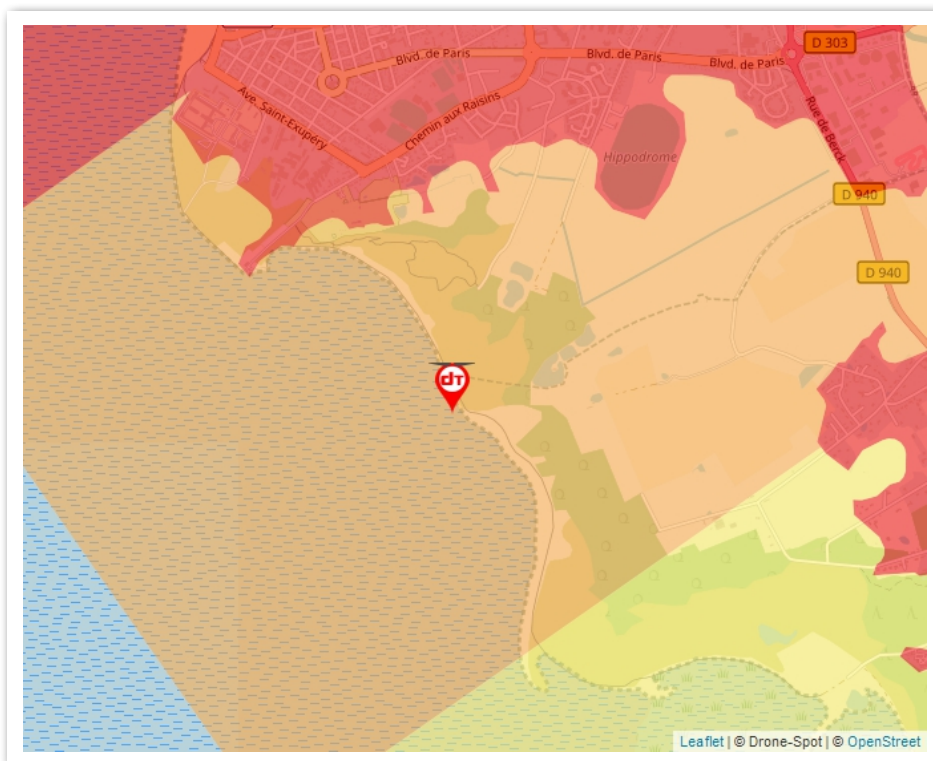 D 303
Blvd. de Paris
Blvd. de Paris
Blvd. de Paris
Ave. Saint-Exupéry
Chemin aux Raisins
Rue de Berck
Hippodrome
D 940
D 940
dT
Leaflet | © Drone-Spot | © OpenStreet